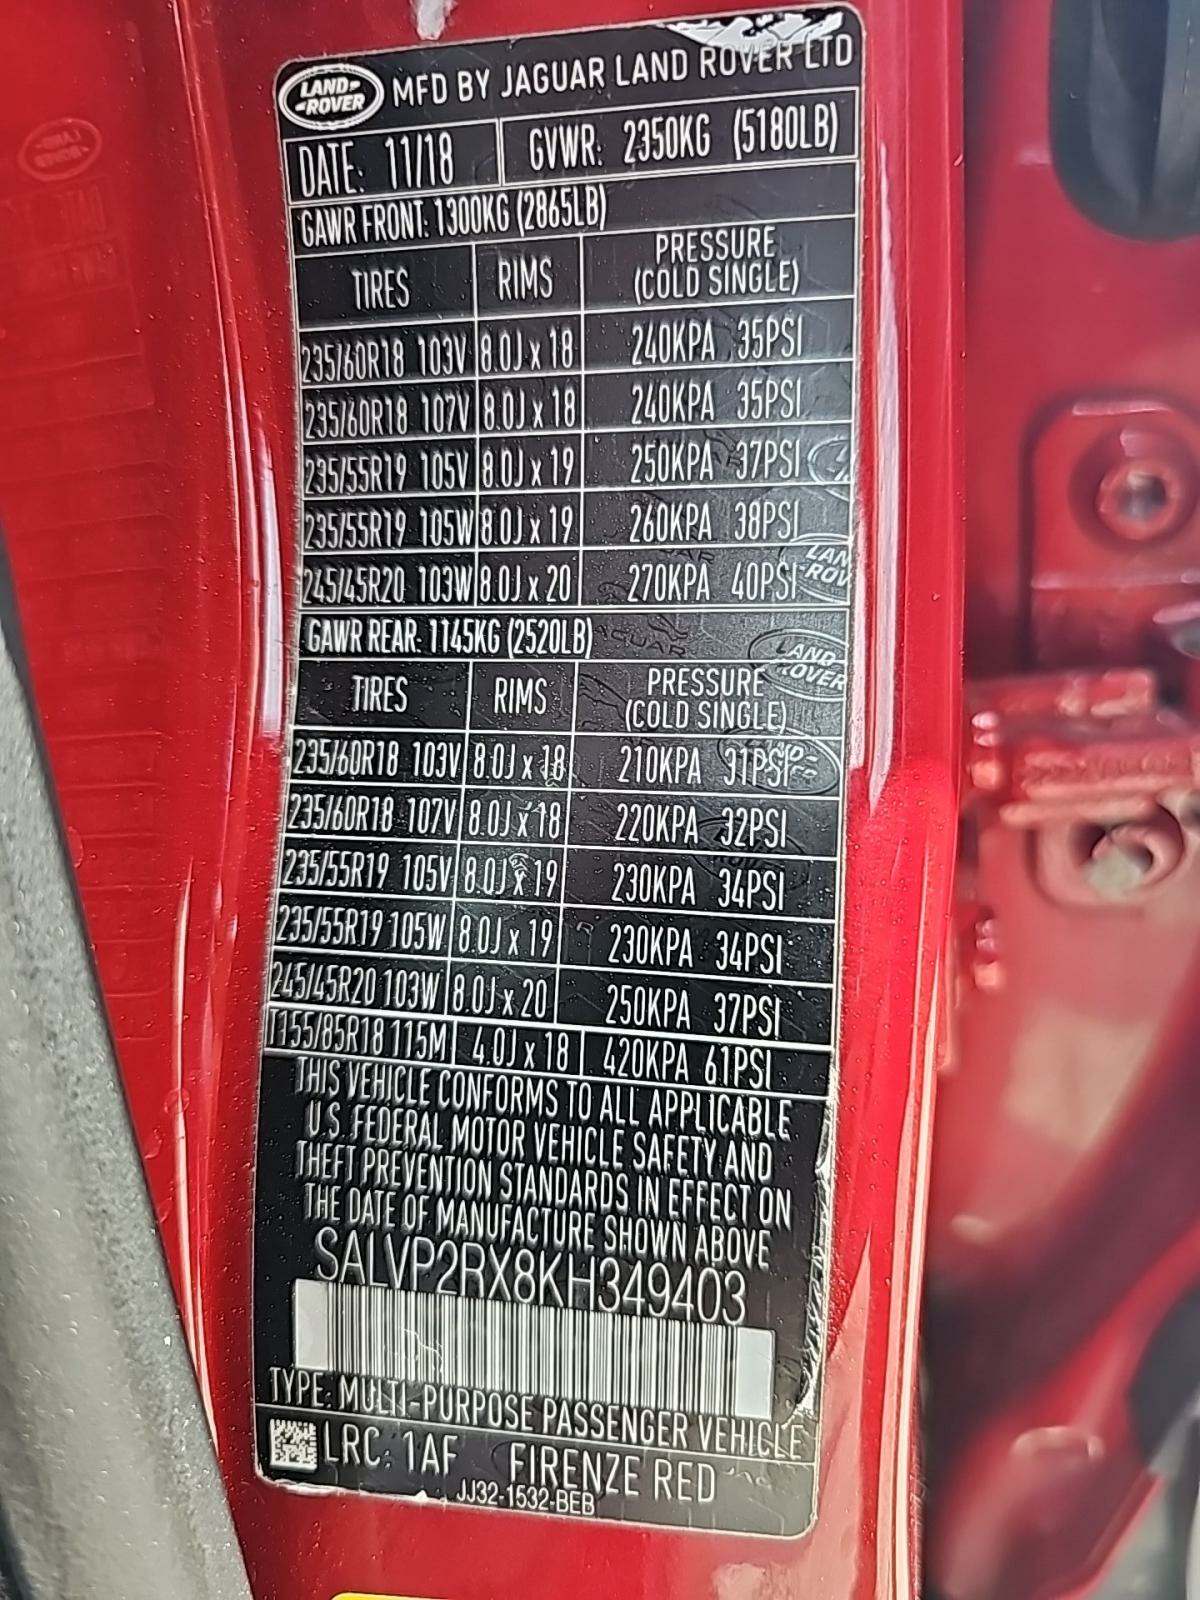 LAND-
-ROVER
MFD BY JAGUAR LAND ROVER LTD
DATE: 11/18 GVWR: 2350KG (5180LB)
GAWR FRONT: 1300KG (2865LB)
TIRES RIMS PRESSURE
(COLD SINGLE)
235/60R18 103V 8.0J x 18 240KPA 35PSI
235/60R18 107V 8.0J x 18 240KPA 35PSI
235/55R19 105V 8.0J x 19 250KPA 37PSI
235/55R19 105W 8.0J x 19 260KPA 38PSI
245/45R20 103W 8.0J x 20 270KPA 40PSI
GAWR REAR: 1145KG (2520LB)
TIRES RIMS PRESSURE
(COLD SINGLE)
235/60R18 103V 8.0J x 18 210KPA 31PSI
235/60R18 107V 8.0J x 18 220KPA 32PSI
235/55R19 105V 8.0J x 19 230KPA 34PSI
235/55R19 105W 8.0J x 19 230KPA 34PSI
245/45R20 103W 8.0J x 20 250KPA 37PSI
T155/85R18 115M 4.0J x 18 420KPA 61PSI
THIS VEHICLE CONFORMS TO ALL APPLICABLE
U.S. FEDERAL MOTOR VEHICLE SAFETY AND
THEFT PREVENTION STANDARDS IN EFFECT ON
THE DATE OF MANUFACTURE SHOWN ABOVE
SALVP2RX8KH349403
TYPE: MULTI-PURPOSE PASSENGER VEHICLE
LRC: 1AF FIRENZE RED
JJ32-1532-BEB